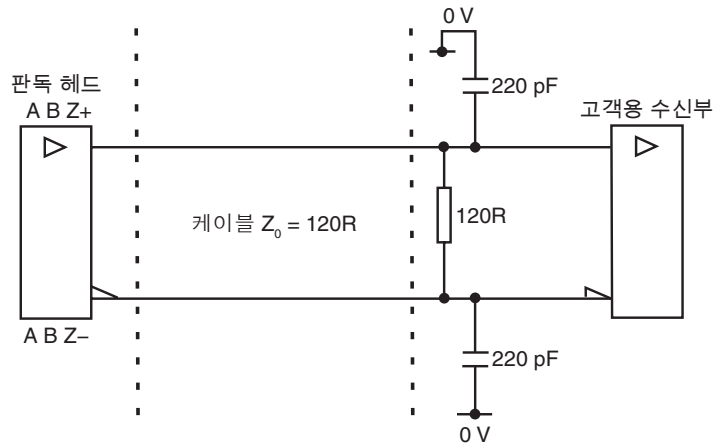 0 V
판독 헤드
A B Z+
220 pF
고객용 수신부
케이블 Z₀ = 120R
120R
A B Z–
220 pF
0 V